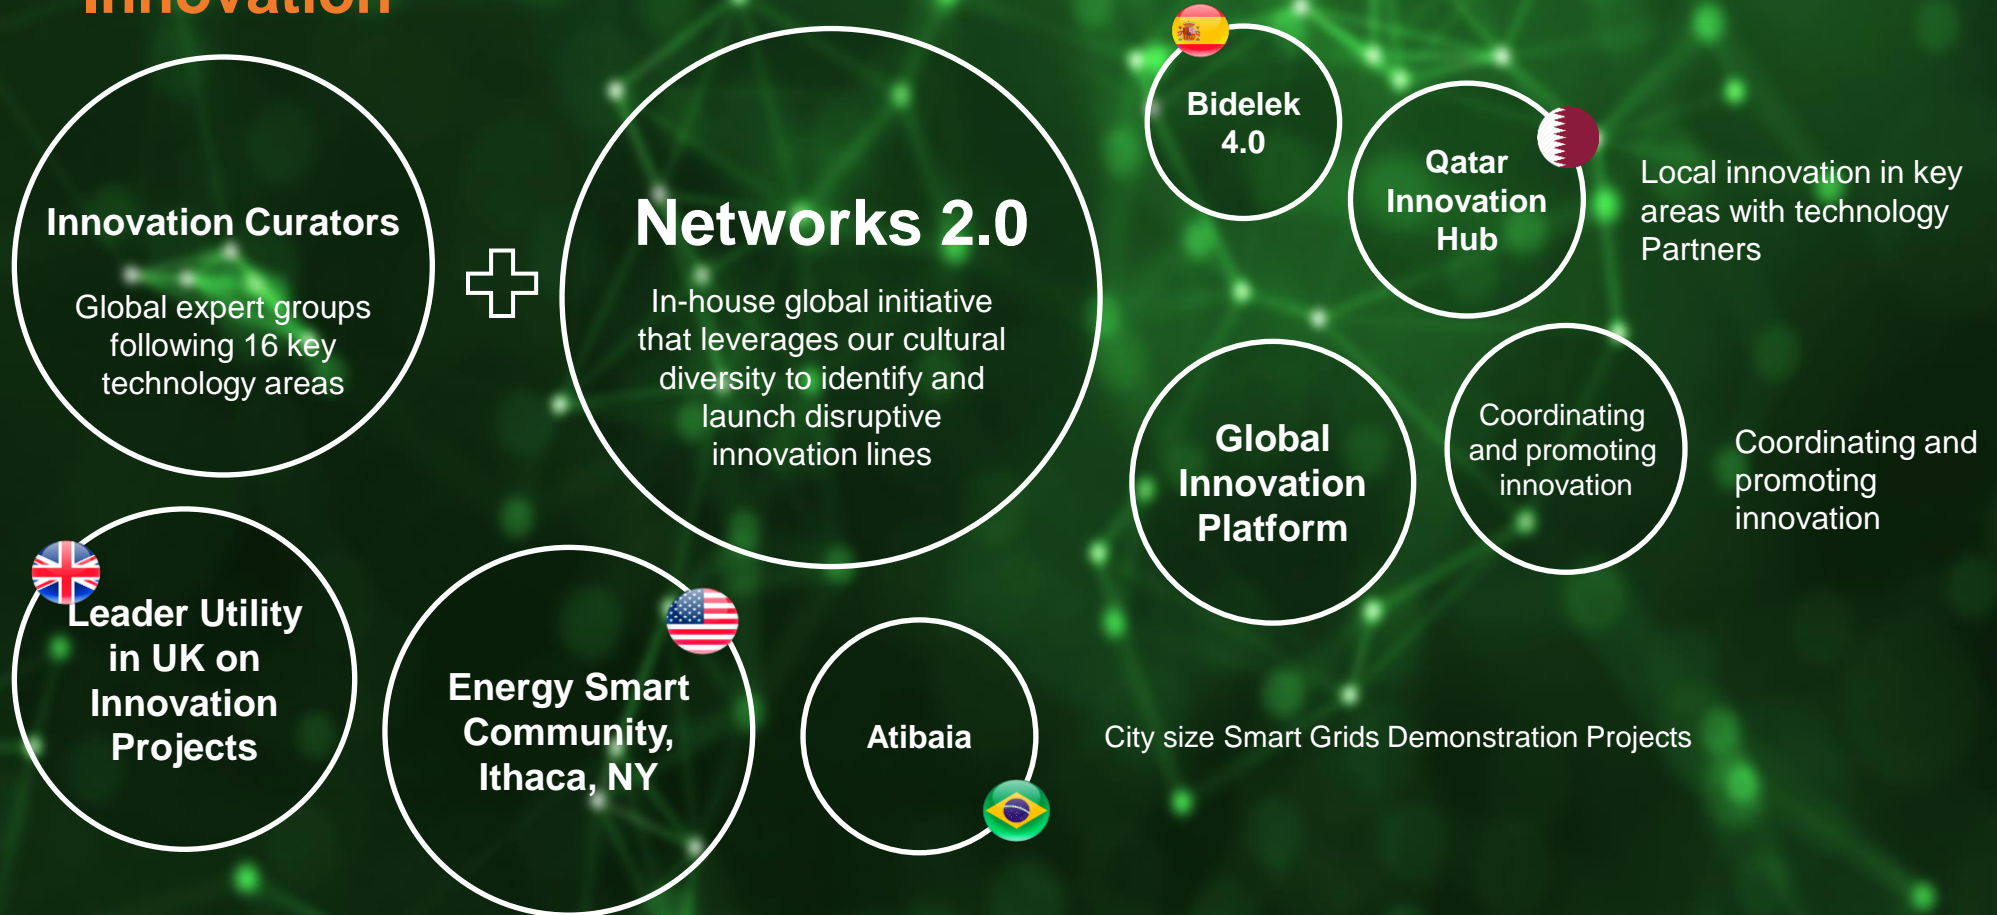 Innovation
Innovation Curators
Global expert groups
following 16 key
technology areas
Networks 2.0
In-house global initiative
that leverages our cultural
diversity to identify and
launch disruptive
innovation lines
Bidelek
4.0
Qatar
Innovation
Hub
Local innovation in key
areas with technology
Partners
Global
Innovation
Platform
Coordinating
and promoting
innovation
Coordinating and
promoting
innovation
Leader Utility
in UK on
Innovation
Projects
Energy Smart
Community,
Ithaca, NY
Atibaia
City size Smart Grids Demonstration Projects